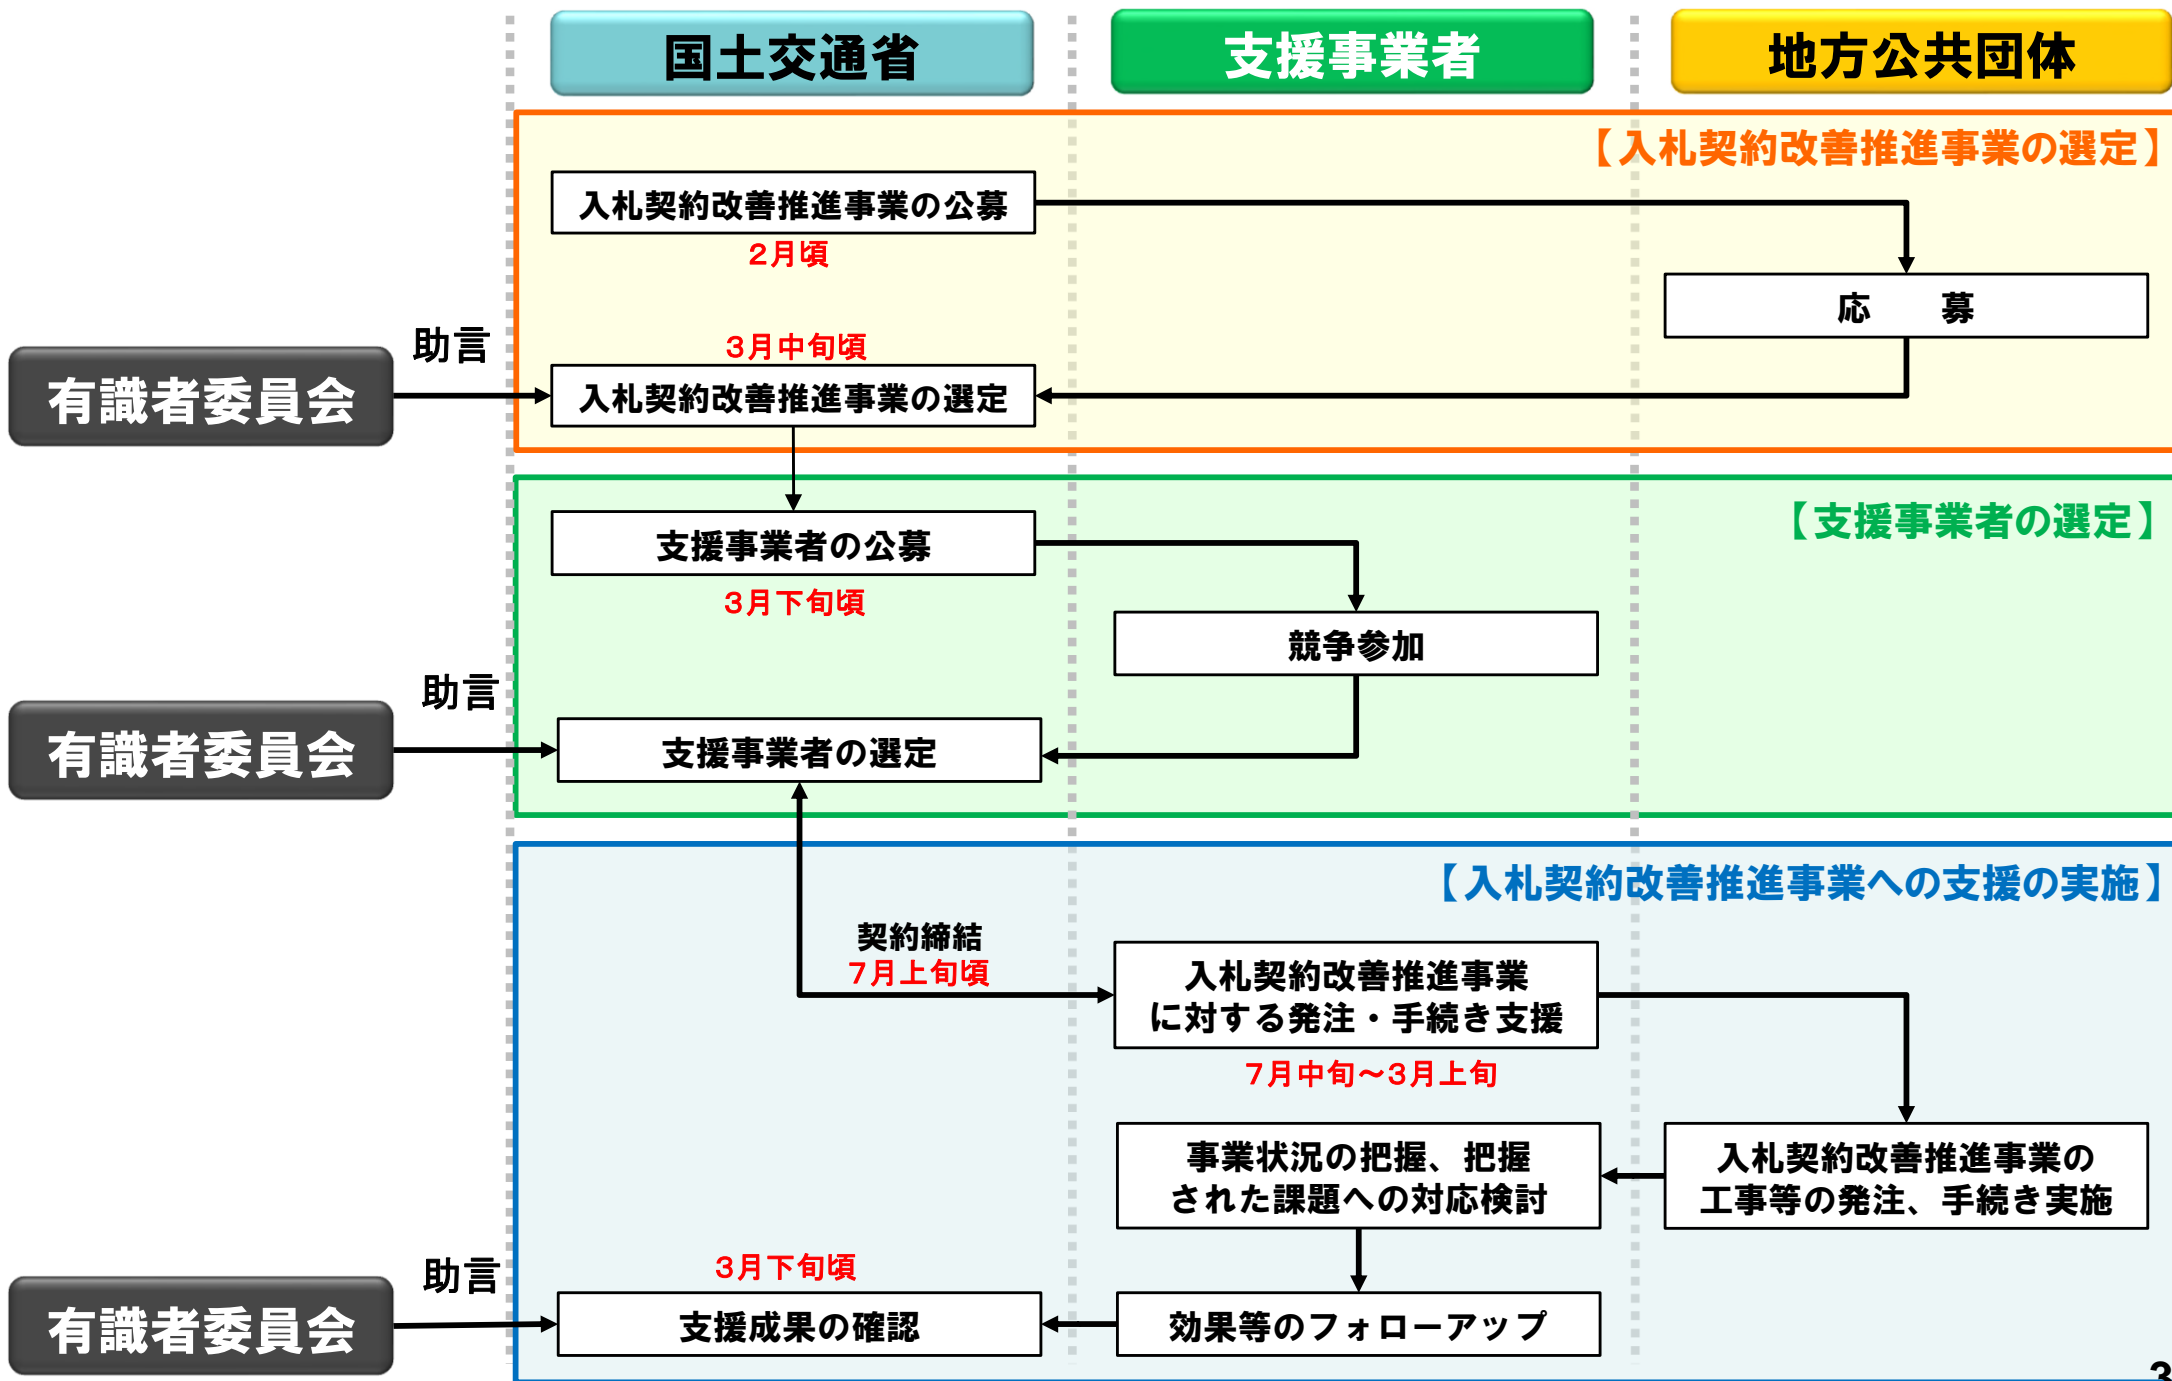 国土交通省
支援事業者
地方公共団体
【入札契約改善推進事業の選定】
入札契約改善推進事業の公募
2月頃
応　　募
助言
3月中旬頃
有識者委員会
入札契約改善推進事業の選定
【支援事業者の選定】
支援事業者の公募
3月下旬頃
競争参加
助言
有識者委員会
支援事業者の選定
【入札契約改善推進事業への支援の実施】
契約締結
7月上旬頃
入札契約改善推進事業
に対する発注・手続き支援
7月中旬～3月上旬
事業状況の把握、把握
された課題への対応検討
入札契約改善推進事業の
工事等の発注、手続き実施
助言
3月下旬頃
有識者委員会
支援成果の確認
効果等のフォローアップ
3